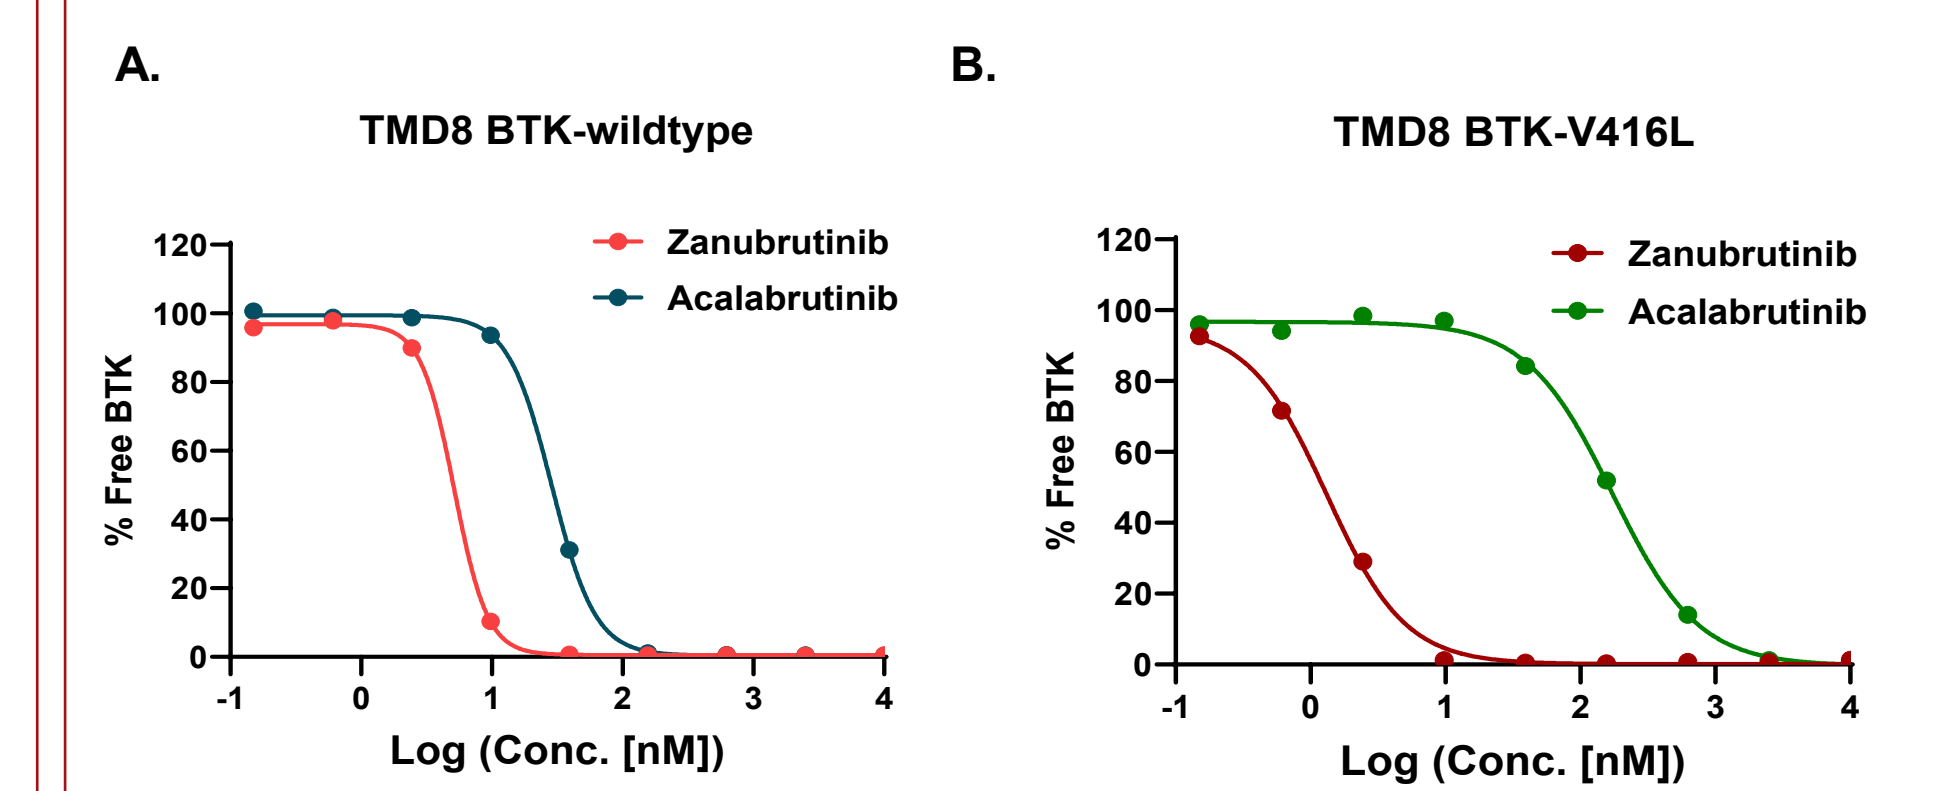 A.
TMD8 BTK-wildtype
Zanubrutinib
Acalabrutinib
% Free BTK
120
100
80
60
40
20
0
-1 0 1 2 3 4
Log (Conc. [nM])
B.
TMD8 BTK-V416L
Zanubrutinib
Acalabrutinib
% Free BTK
120
100
80
60
40
20
0
-1 0 1 2 3 4
Log (Conc. [nM])